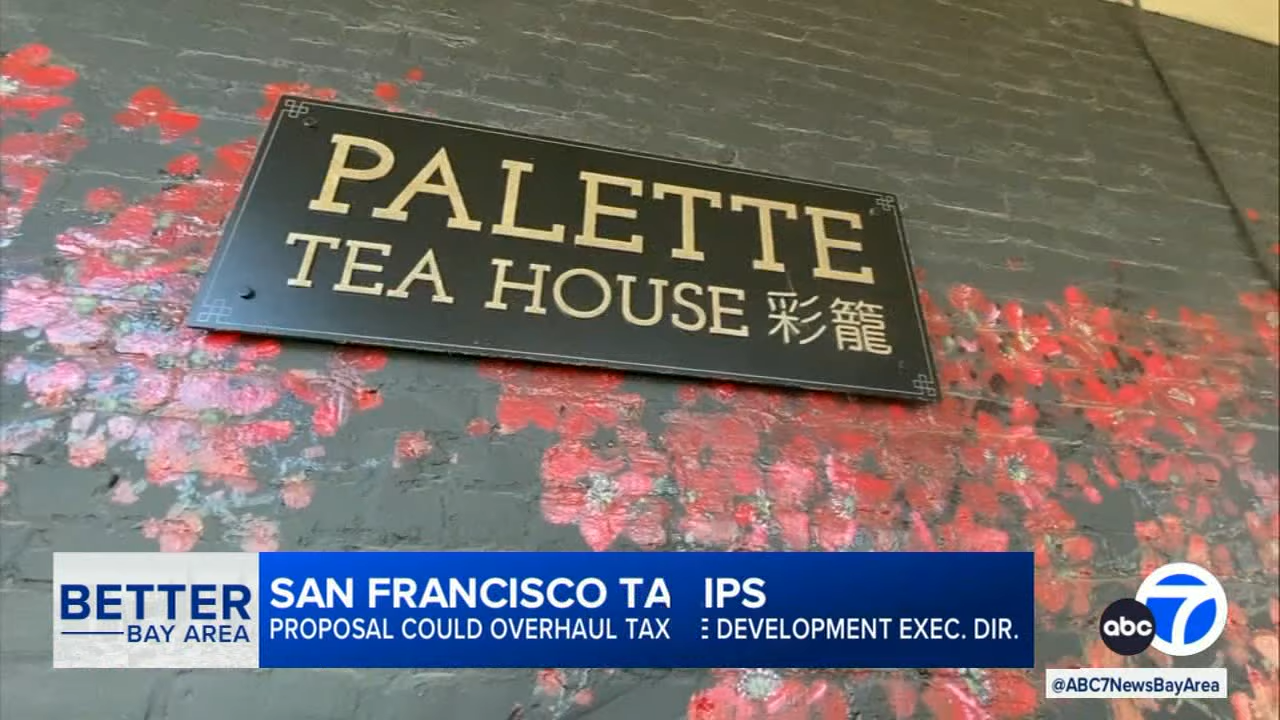 PALETTE
TEA HOUSE 彩籠
BETTER
BAY AREA
SAN FRANCISCO TA IPS
PROPOSAL COULD OVERHAUL TAX E DEVELOPMENT EXEC. DIR.
abc 7
@ABC7NewsBayArea